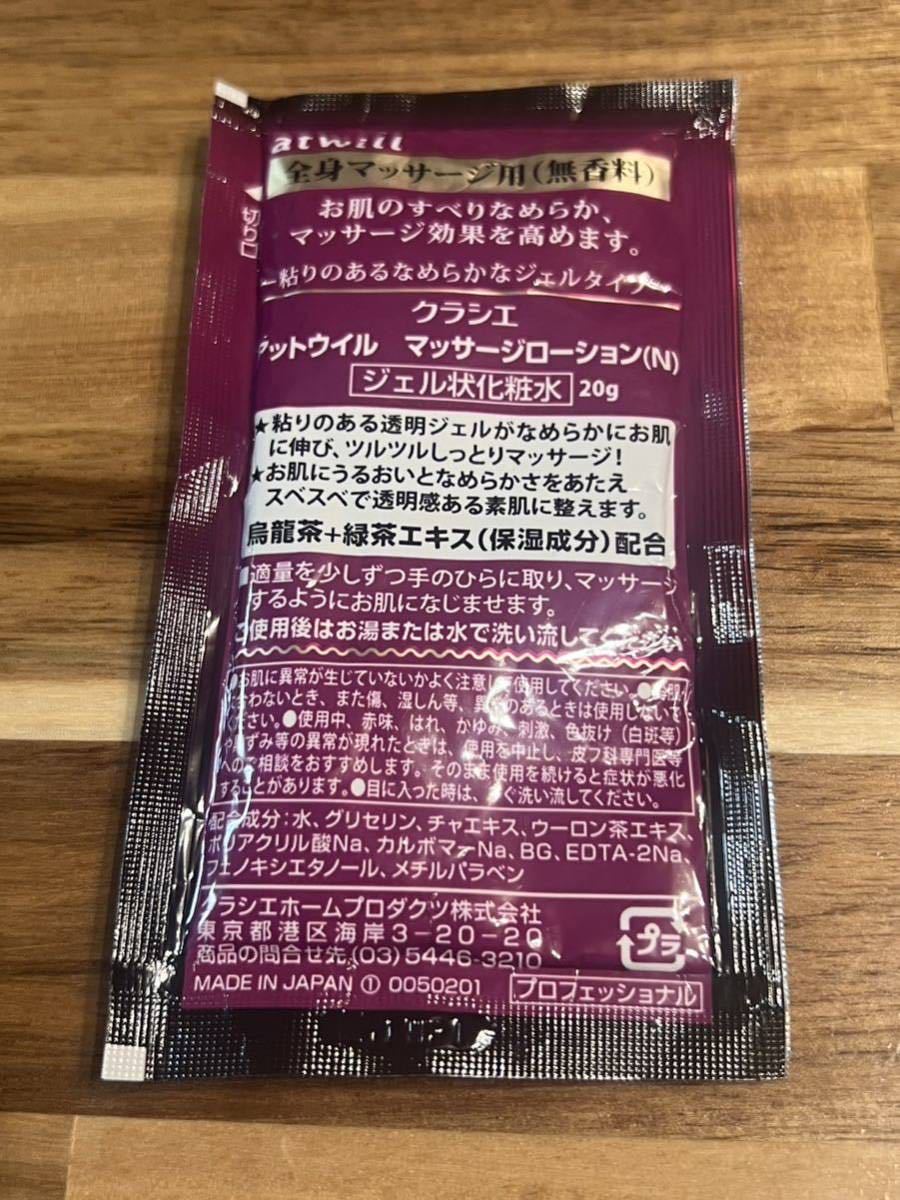 atwill
全身マッサージ用(無香料)
切り口
お肌のすべりなめらか、
マッサージ効果を高めます。
粘りのあるなめらかなジェルタイプ
クラシエ
アットウイル マッサージローション(N)
ジェル状化粧水 20g
★粘りのある透明ジェルがなめらかにお肌
に伸び、ツルツルしっとりマッサージ!
★お肌にうるおいとなめらかさをあたえ
スベスベで透明感ある素肌に整えます。
烏龍茶+緑茶エキス(保湿成分)配合
適量を少しずつ手のひらに取り、マッサージ
するようにお肌になじませます。
ご使用後はお湯または水で洗い流して
●お肌に異常が生じていないかよく注意して使用してください。●お肌に
合わないとき、また傷、湿しん等、異常のあるときは使用しないで
ください。●使用中、赤味、はれ、かゆみ、刺激、色抜け(白斑等)
や黒ずみ等の異常が現れたときは、使用を中止し、皮フ科専門医等
へのご相談をおすすめします。そのまま使用を続けると症状が悪化
することがあります。●目に入った時は、すぐ洗い流してください。
配合成分:水、グリセリン、チャエキス、ウーロン茶エキス、
ポリアクリル酸Na、カルボマーNa、BG、EDTA-2Na、
フェノキシエタノール、メチルパラベン
クラシエホームプロダクツ株式会社
東京都港区海岸3-20-20
商品の問合せ先(03)5446-3210
プラ
MADE IN JAPAN ① 0050201 プロフェッショナル